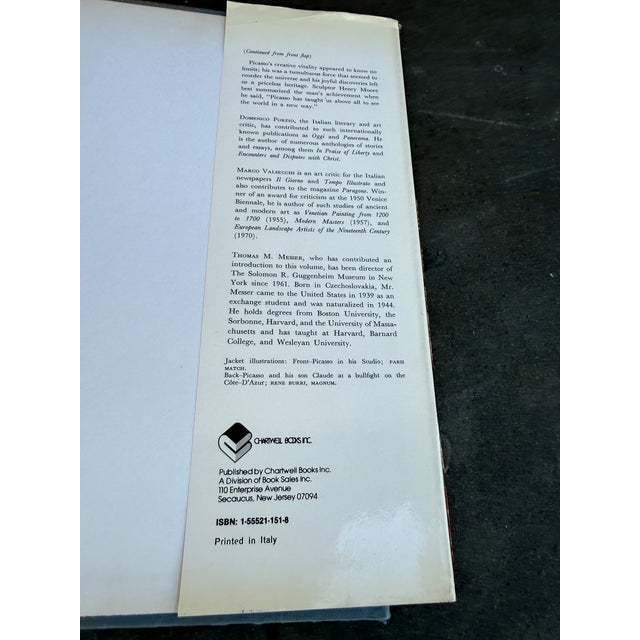 (Continued from front flap)
Picasso's creative vitality appeared to know no
limits; his was a tumultuous force that seemed to
reorder the universe and his joyful discoveries left
us a priceless heritage. Sculptor Henry Moore
best summarized the man's achievement when
he said, "Picasso has taught us above all to see
the world in a new way."
DOMENICO PORZIO, the Italian literary and art
critic, has contributed to such internationally
known publications as Oggi and Panorama. He
is the author of numerous anthologies of stories
and essays, among them In Praise of Liberty and
Encounters and Disputes with Christ.
MARCO VALSECCHI is an art critic for the Italian
newspapers Il Giorno and Tempo Illustrato and
also contributes to the magazine Paragone. Win-
ner of an award for criticism at the 1950 Venice
Biennale, he is author of such studies of ancient
and modern art as Venetian Painting from 1200
to 1700 (1955), Modern Masters (1957), and
European Landscape Artists of the Nineteenth Century
(1970).
THOMAS M. MESSER, who has contributed an
introduction to this volume, has been director of
The Solomon R. Guggenheim Museum in New
York since 1961. Born in Czechoslovakia, Mr.
Messer came to the United States in 1939 as an
exchange student and was naturalized in 1944.
He holds degrees from Boston University, the
Sorbonne, Harvard, and the University of Massa-
chusetts and has taught at Harvard, Barnard
College, and Wesleyan University.
Jacket illustrations: Front–Picasso in his Studio; PARIS
MATCH.
Back–Picasso and his son Claude at a bullfight on the
Côte–D'Azur; RENE BURRI, MAGNUM.
CHARTWELL BOOKS INC.
Published by Chartwell Books Inc.
A Division of Book Sales Inc.
110 Enterprise Avenue
Secaucus, New Jersey 07094
ISBN: 1-55521-151-8
Printed in Italy